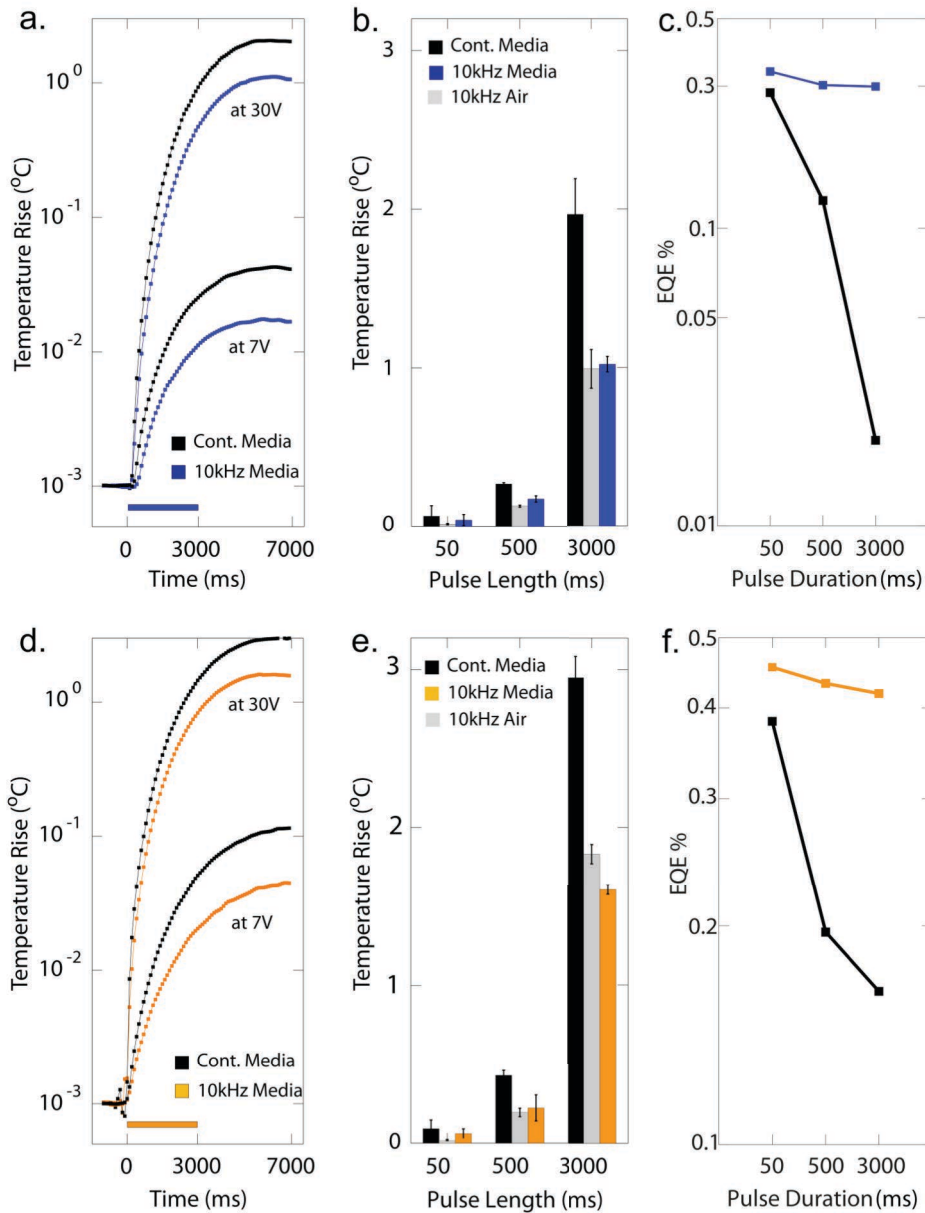 a.
Temperature Rise (°C)
10⁰
10⁻¹
10⁻²
10⁻³
at 30V
at 7V
Cont. Media
10kHz Media
0 3000 7000
Time (ms)
b.
Temperature Rise (°C)
3
2
1
0
Cont. Media
10kHz Media
10kHz Air
50 500 3000
Pulse Length (ms)
c.
EQE %
0.5
0.3
0.1
0.05
0.01
50 500 3000
Pulse Duration (ms)
d.
Temperature Rise (°C)
10⁰
10⁻¹
10⁻²
10⁻³
at 30V
at 7V
Cont. Media
10kHz Media
0 3000 7000
Time (ms)
e.
Temperature Rise (°C)
3
2
1
0
Cont. Media
10kHz Media
10kHz Air
50 500 3000
Pulse Length (ms)
f.
EQE %
0.5
0.4
0.3
0.2
0.1
50 500 3000
Pulse Duration (ms)